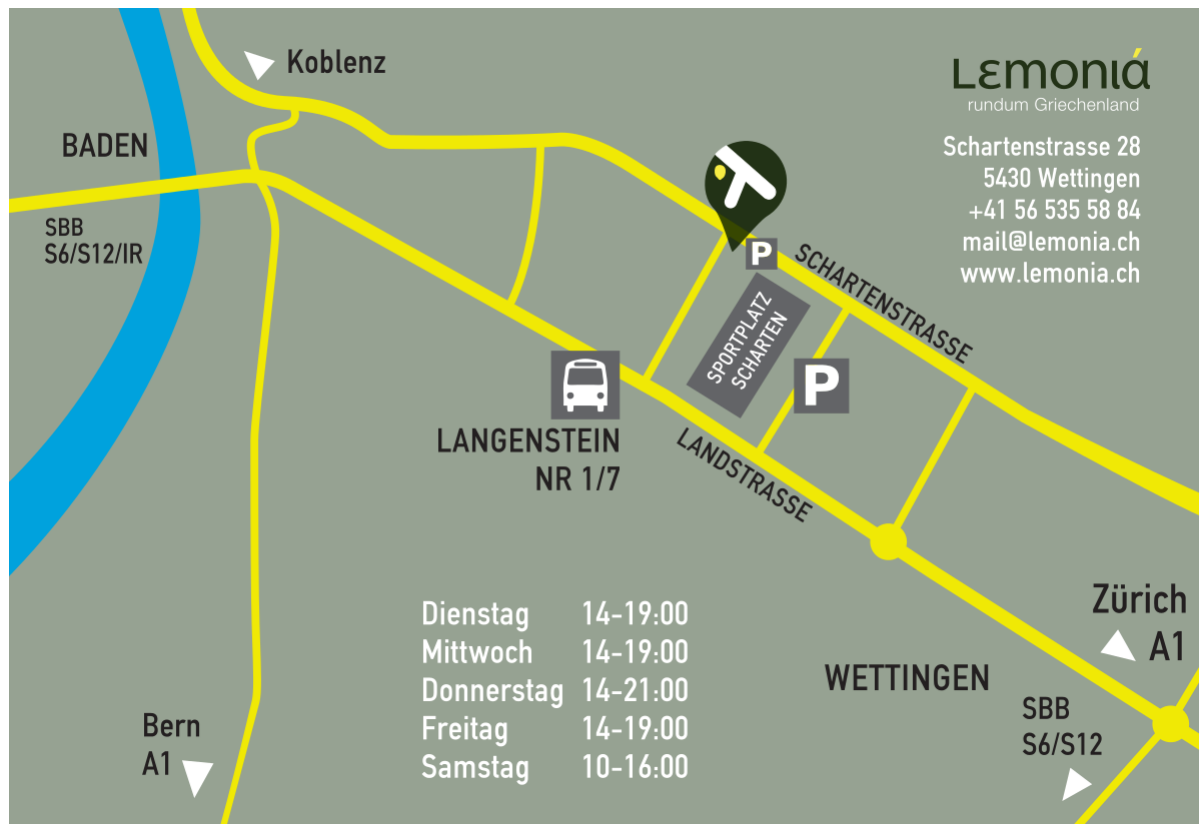 Koblenz
BADEN
SBB
S6/S12/IR
Lemoniá
rundum Griechenland
Schartenstrasse 28
5430 Wettingen
+41 56 535 58 84
mail@lemonia.ch
www.lemonia.ch
P
SCHARTENSTRASSE
SPORTPLATZ
SCHARTEN
P
LANGENSTEIN
NR 1/7
LANDSTRASSE
Dienstag 14-19:00
Mittwoch 14-19:00
Donnerstag 14-21:00
Freitag 14-19:00
Samstag 10-16:00
Zürich
A1
WETTINGEN
SBB
S6/S12
Bern
A1